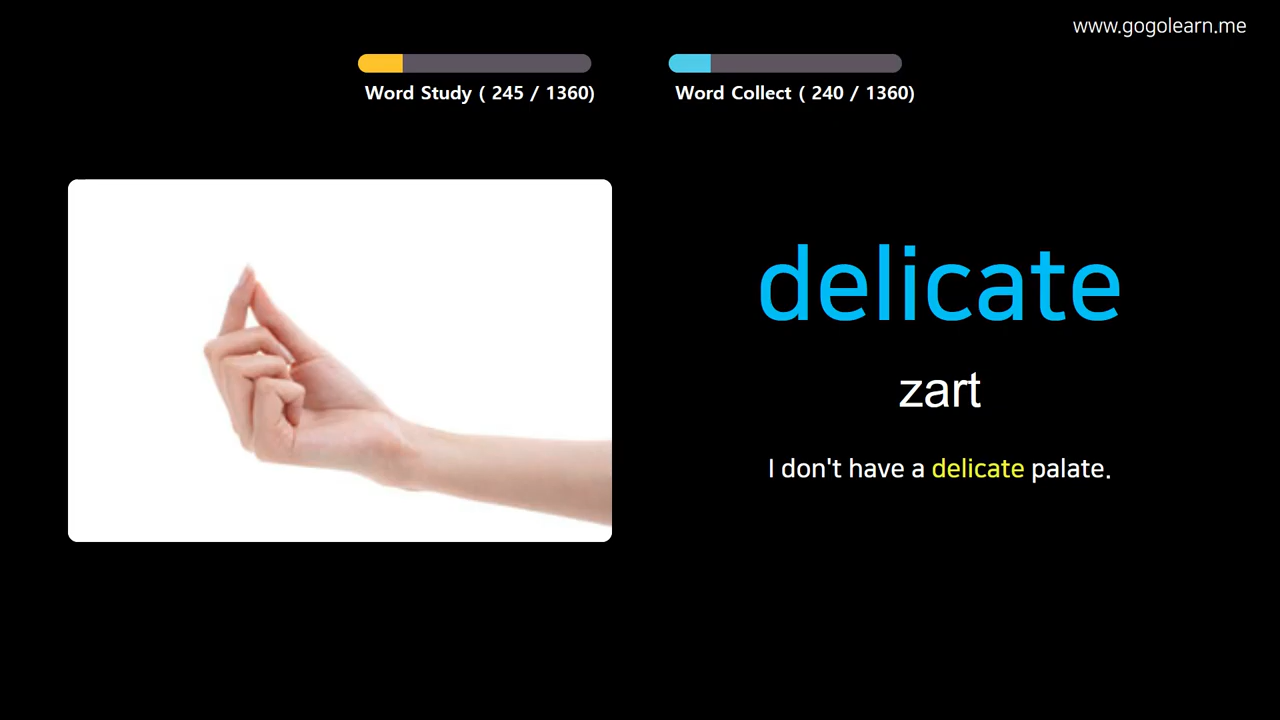 www.gogolearn.me
Word Study ( 245 / 1360)
Word Collect ( 240 / 1360)
delicate
zart
I don't have a delicate palate.